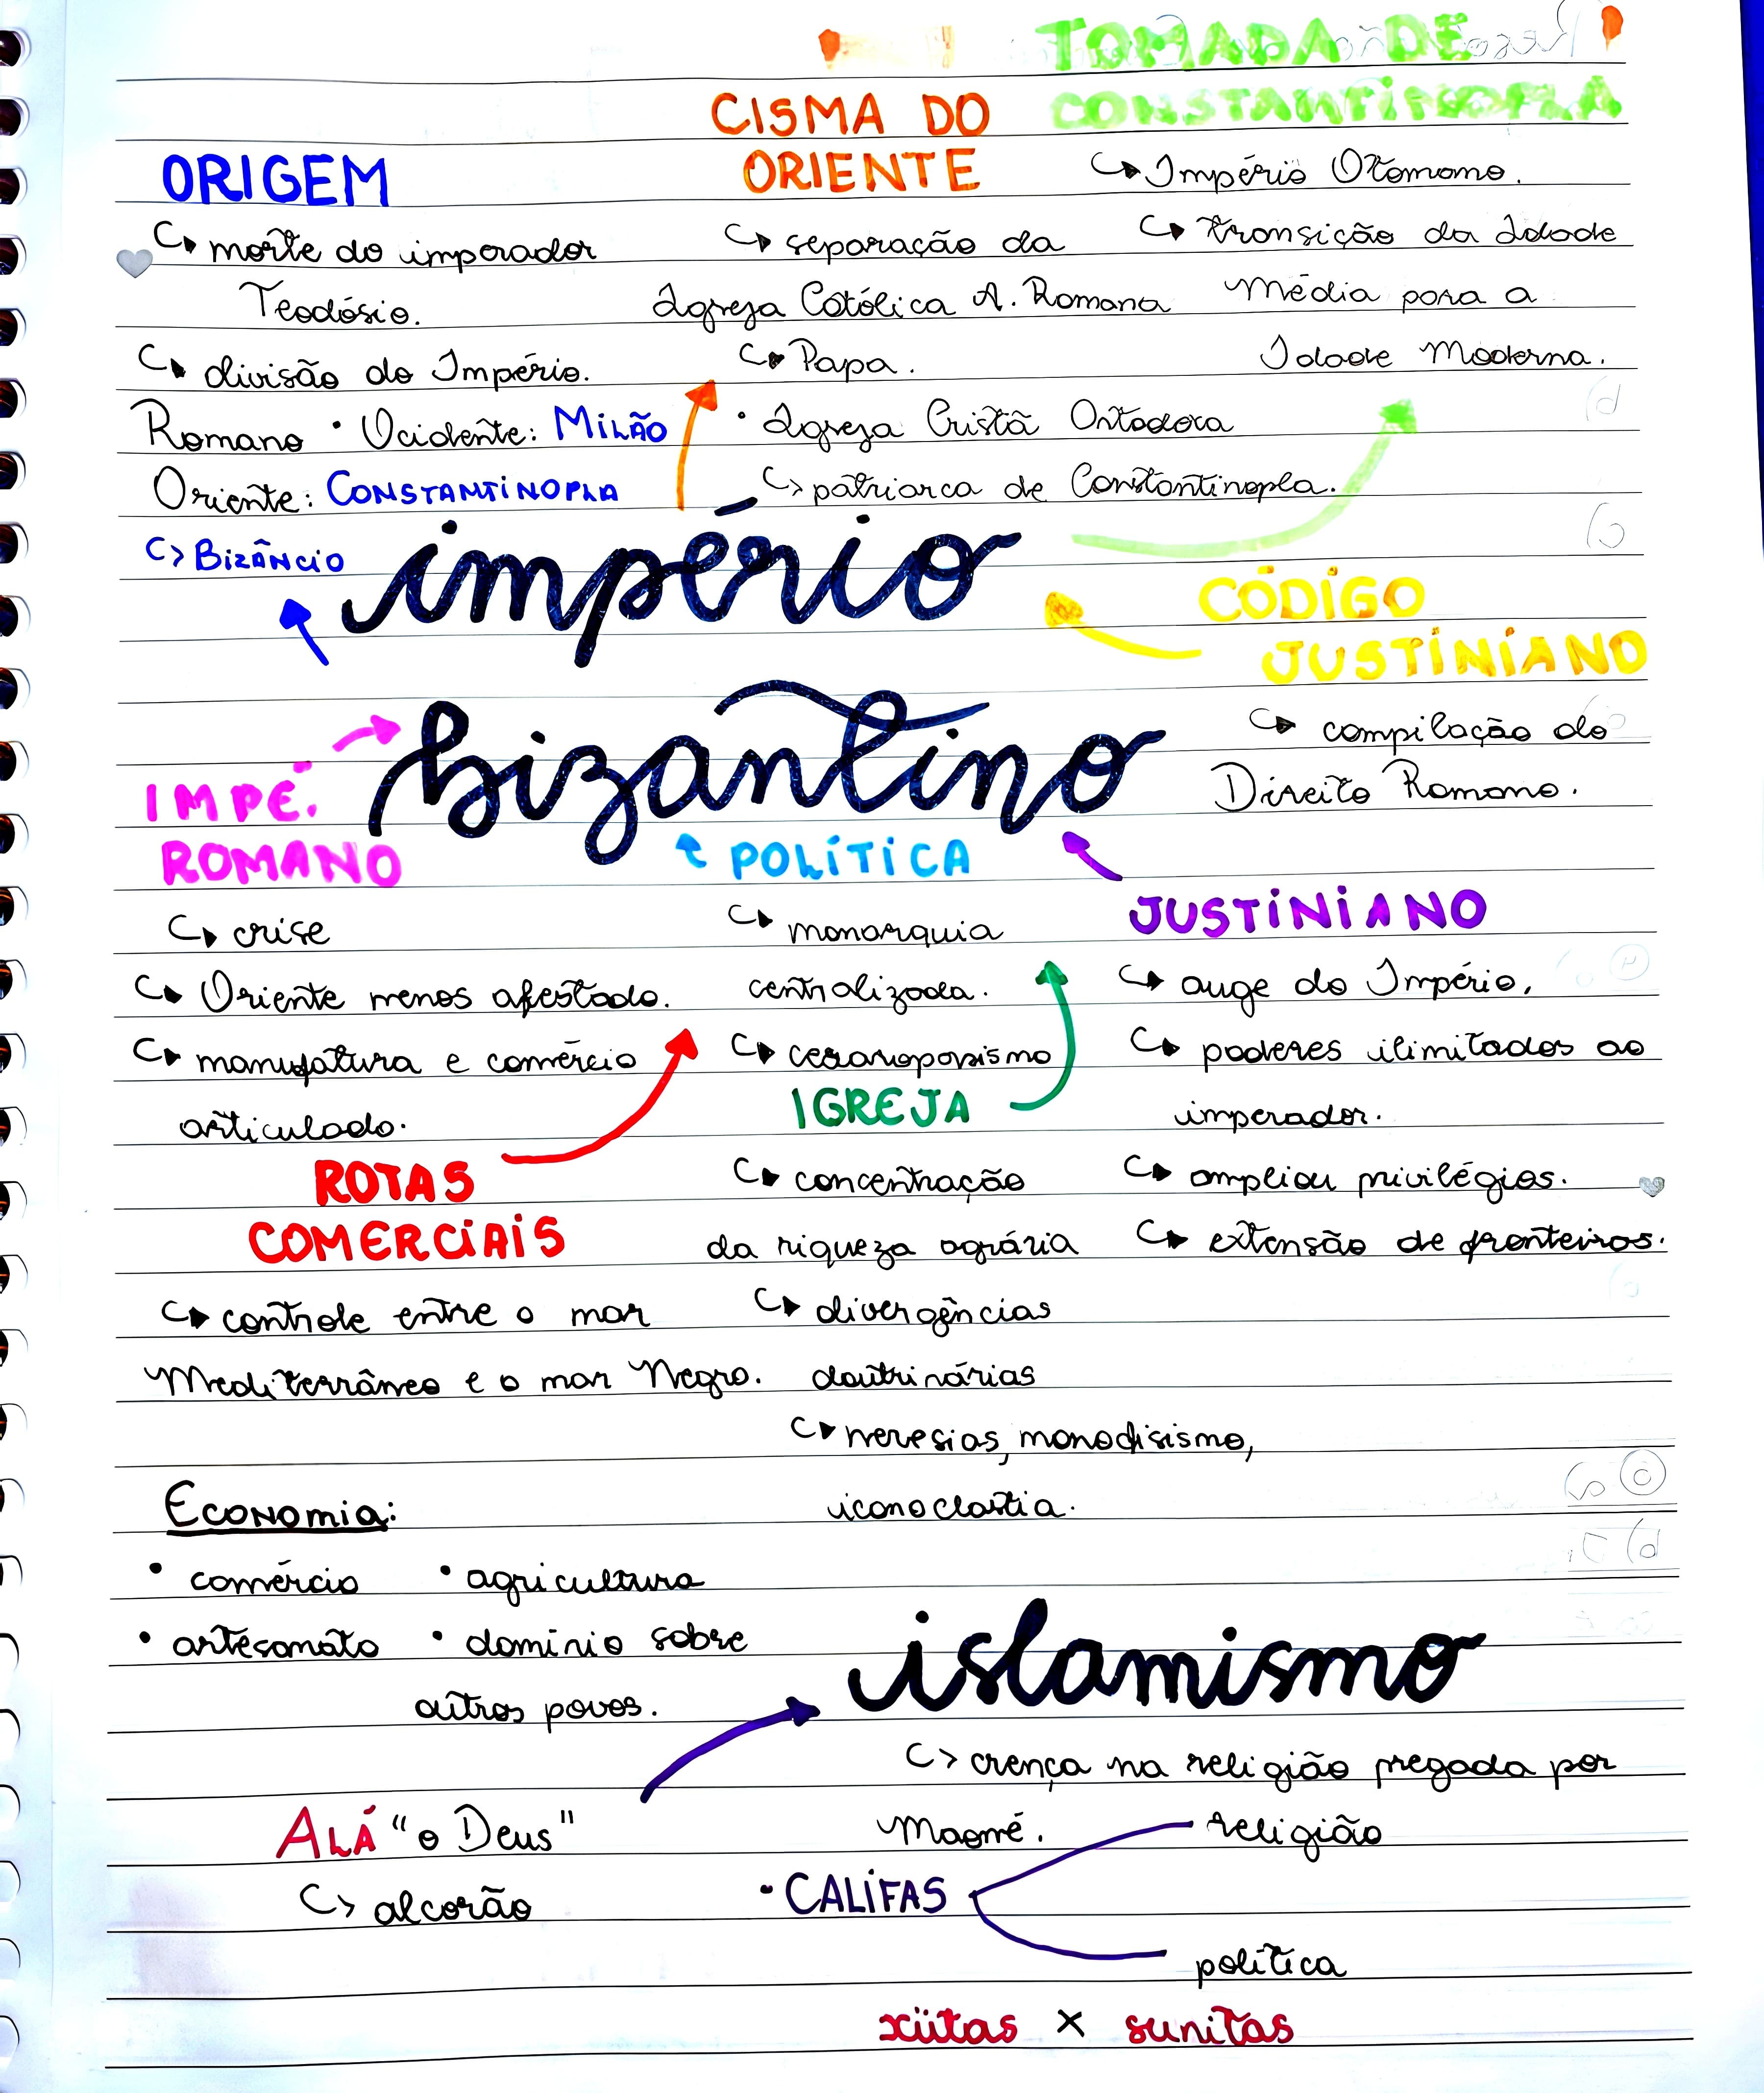 TOMADA DE
CONSTANTINOPLA
↳ Império Otomano.
↳ transição da Idade
Média para a
Idade Moderna.
CISMA DO
ORIENTE
↳ separação da
Igreja Católica A. Romana
↳ Papa.
• Igreja Cristã Ortodoxa
↳ patriarca de Constantinopla.
ORIGEM
↳ morte do imperador
Teodósio.
↳ divisão do Império.
Romano • Ocidente: MILÃO
Oriente: CONSTANTINOPLA
↳ BIZÂNCIO
império
bizantino
CÓDIGO
JUSTINIANO
↳ compilação do
Direito Romano.
IMPÉ.
ROMANO
↳ crise
↳ Oriente menos afestado.
↳ manufatura e comércio
articulado.
POLÍTICA
↳ monarquia
centralizada.
↳ cesaropapismo
IGREJA
↳ concentração
da riqueza agrária
↳ divergências
doutrinárias
↳ heresias, monofisismo,
iconoclastia.
JUSTINIANO
↳ auge do Império.
↳ poderes ilimitados ao
imperador.
↳ ampliou privilégios.
↳ extensão de fronteiras.
ROTAS
COMERCIAIS
↳ controle entre o mar
Mediterrâneo e o mar Negro.
ECONOMIA:
• comércio • agricultura
• artesanato • domínio sobre
outros povos.
islamismo
↳ crença na religião pregada por
Maomé.
ALÁ "o Deus"
↳ alcorão
• CALIFAS
religião
política
xiitas × sunitas